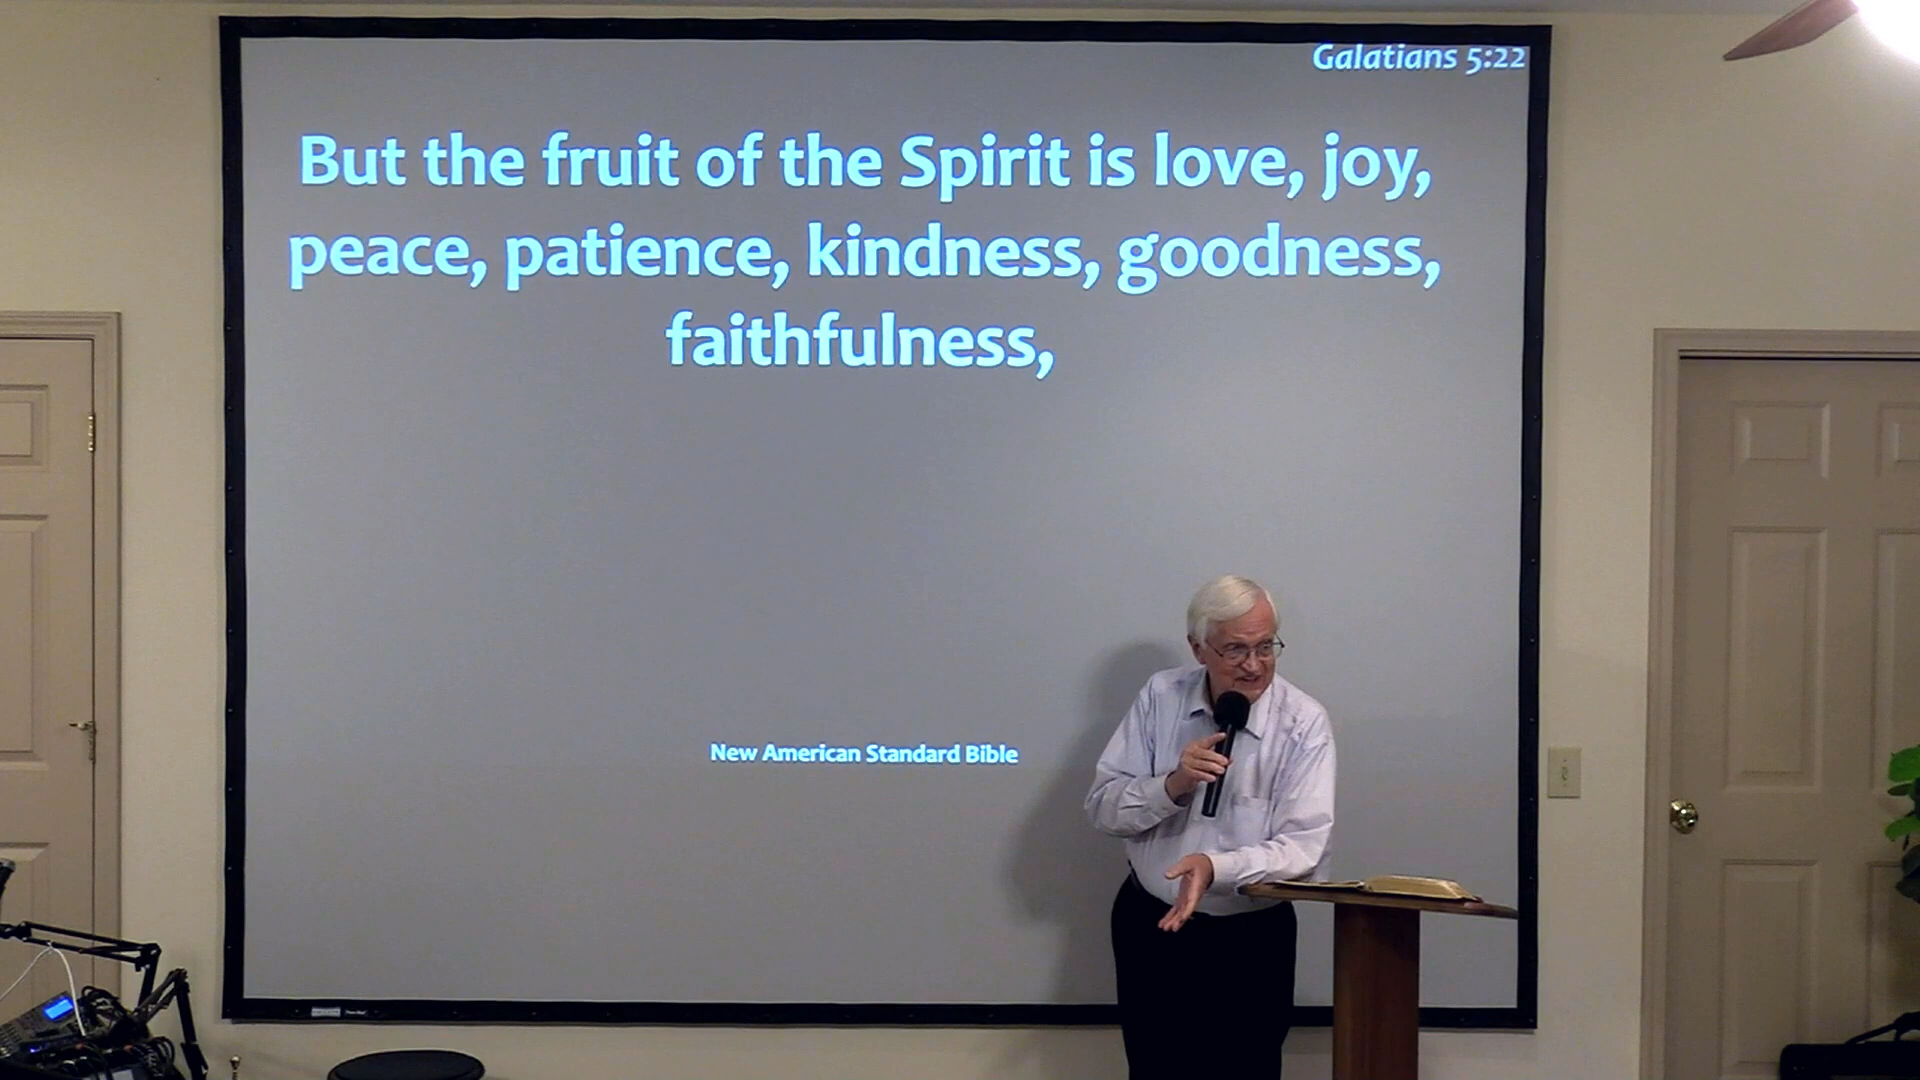 Galatians 5:22
But the fruit of the Spirit is love, joy,
peace, patience, kindness, goodness,
faithfulness,
New American Standard Bible